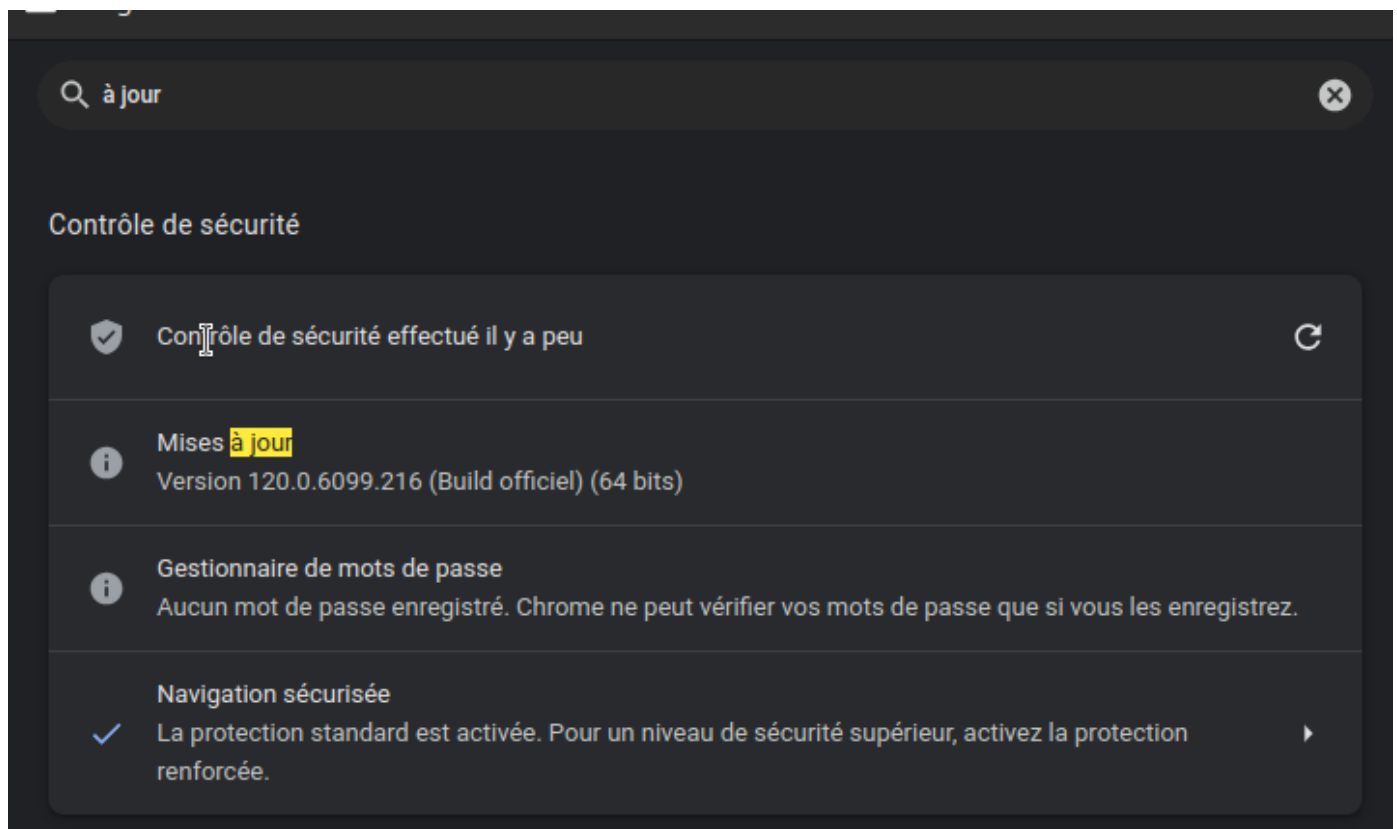 à jour
Contrôle de sécurité
Contrôle de sécurité effectué il y a peu
Mises à jour
Version 120.0.6099.216 (Build officiel) (64 bits)
Gestionnaire de mots de passe
Aucun mot de passe enregistré. Chrome ne peut vérifier vos mots de passe que si vous les enregistrez.
Navigation sécurisée
La protection standard est activée. Pour un niveau de sécurité supérieur, activez la protection
renforcée.